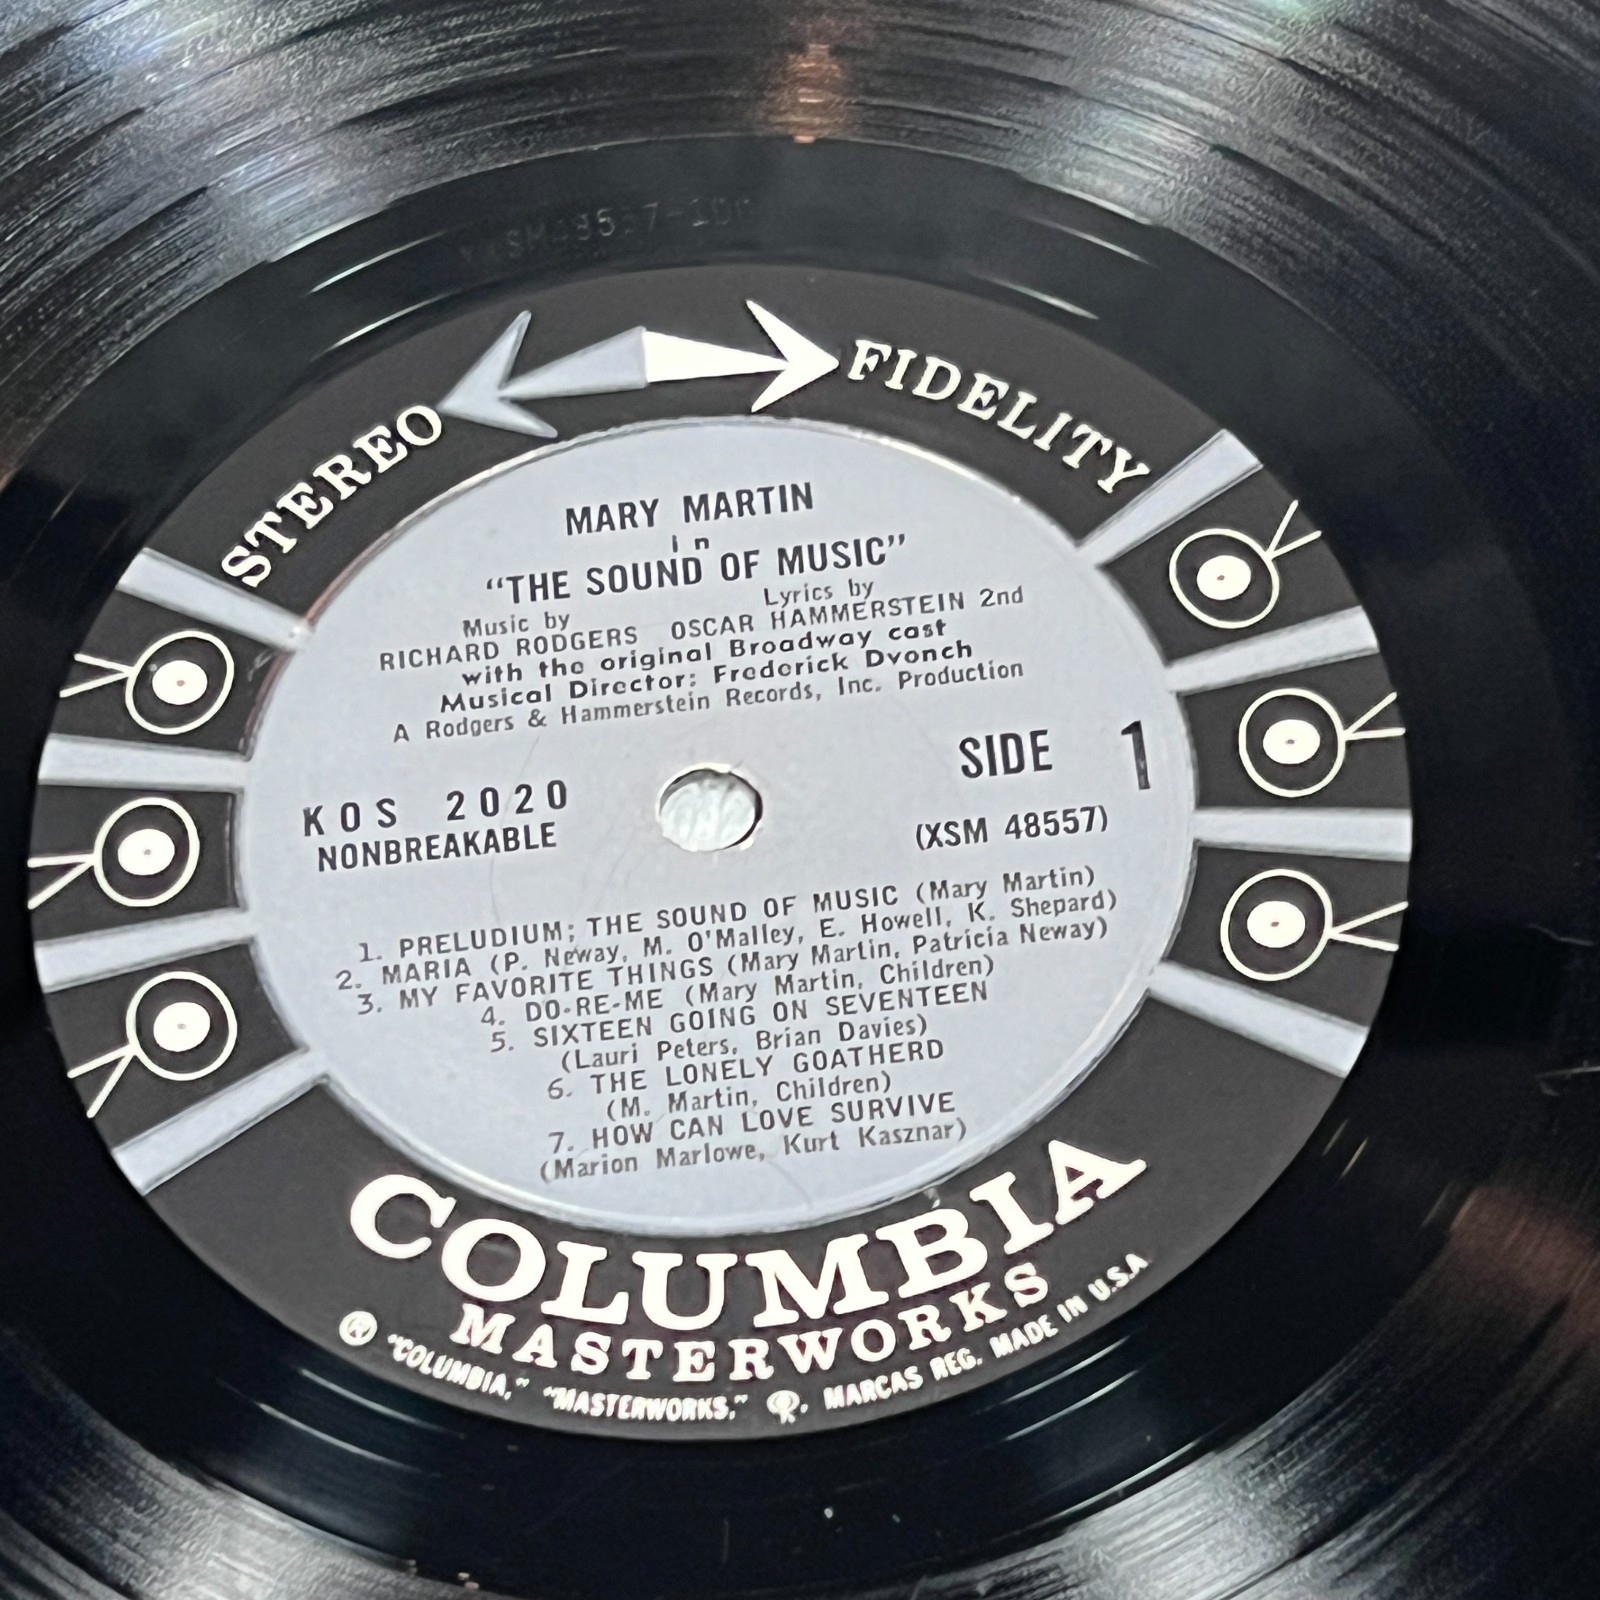 STEREO FIDELITY
MARY MARTIN
in
“THE SOUND OF MUSIC”
Music by Lyrics by
RICHARD RODGERS OSCAR HAMMERSTEIN 2nd
with the original Broadway cast
Musical Director: Frederick Dvonch
A Rodgers & Hammerstein Records, Inc. Production
SIDE 1
KOS 2020
NONBREAKABLE
(XSM 48557)
1. PRELUDIUM; THE SOUND OF MUSIC (Mary Martin)
2. MARIA (P. Neway, M. O'Malley, E. Howell, K. Shepard)
3. MY FAVORITE THINGS (Mary Martin, Patricia Neway)
4. DO-RE-ME (Mary Martin, Children)
5. SIXTEEN GOING ON SEVENTEEN
(Lauri Peters, Brian Davies)
6. THE LONELY GOATHERD
(M. Martin, Children)
7. HOW CAN LOVE SURVIVE
(Marion Marlowe, Kurt Kasznar)
COLUMBIA
MASTERWORKS
® “COLUMBIA,” “MASTERWORKS,” . MARCAS REG. MADE IN U.S.A